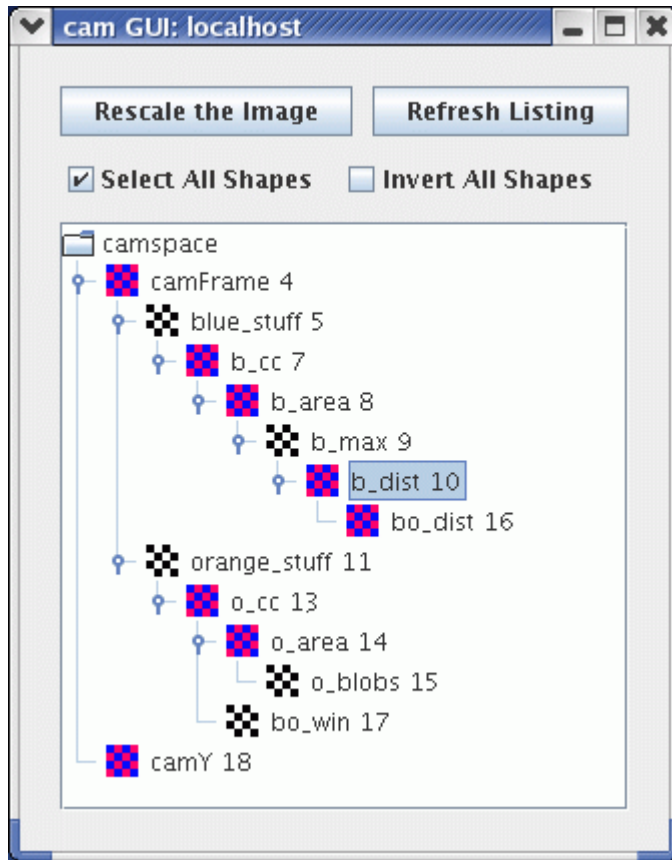 cam GUI: localhost
Rescale the Image Refresh Listing
Select All Shapes Invert All Shapes
camspace
camFrame 4
blue_stuff 5
b_cc 7
b_area 8
b_max 9
b_dist 10
bo_dist 16
orange_stuff 11
o_cc 13
o_area 14
o_blobs 15
bo_win 17
camY 18